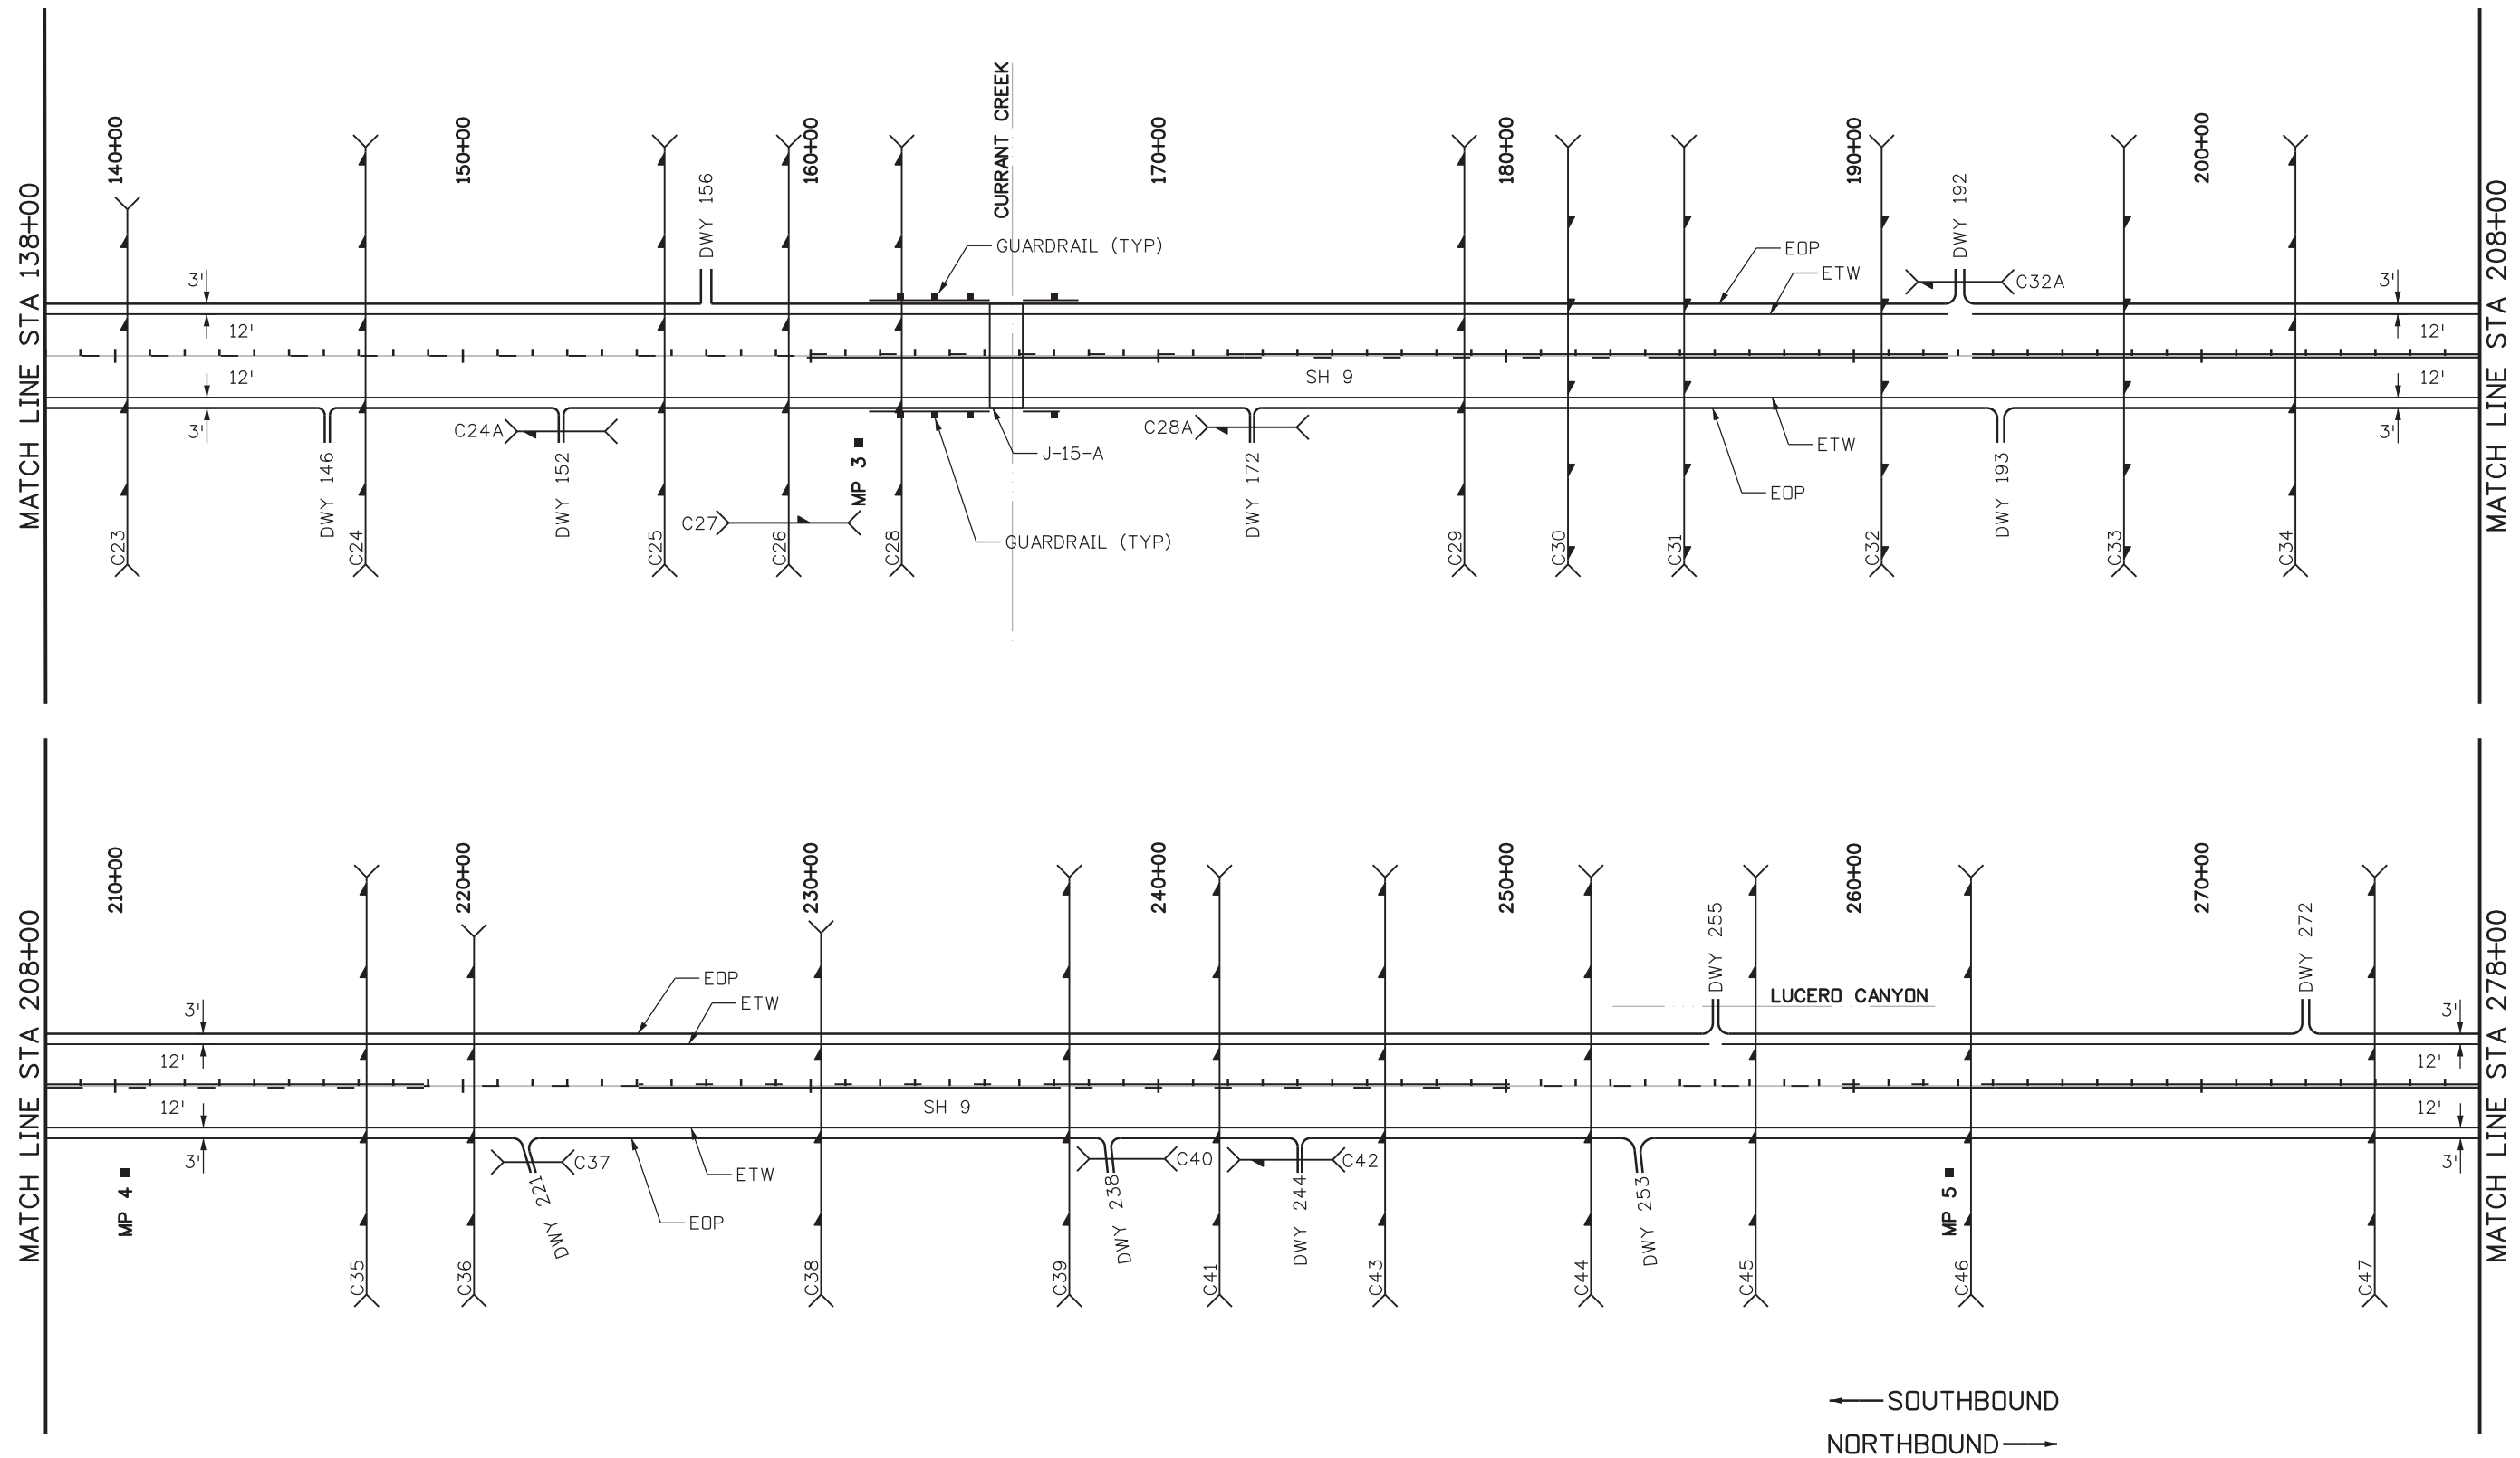 MATCH LINE STA 138+00
140+00
150+00
160+00
170+00
180+00
190+00
200+00
MATCH LINE STA 208+00
CURRANT CREEK
DWY 156
DWY 192
GUARDRAIL (TYP)
EOP
ETW
C32A
3'
3'
12'
12'
12'
12'
SH 9
3'
3'
C24A
C28A
J-15-A
ETW
EOP
MP 3
C27
GUARDRAIL (TYP)
DWY 146
DWY 152
DWY 172
DWY 193
C23
C24
C25
C26
C28
C29
C30
C31
C32
C33
C34
MATCH LINE STA 208+00
210+00
220+00
230+00
240+00
250+00
260+00
270+00
MATCH LINE STA 278+00
DWY 255
DWY 272
EOP
ETW
LUCERO CANYON
3'
3'
12'
12'
12'
12'
SH 9
3'
3'
C37
C40
C42
ETW
EOP
MP 4
MP 5
DWY 221
DWY 238
DWY 244
DWY 253
C35
C36
C38
C39
C41
C43
C44
C45
C46
C47
SOUTHBOUND
NORTHBOUND